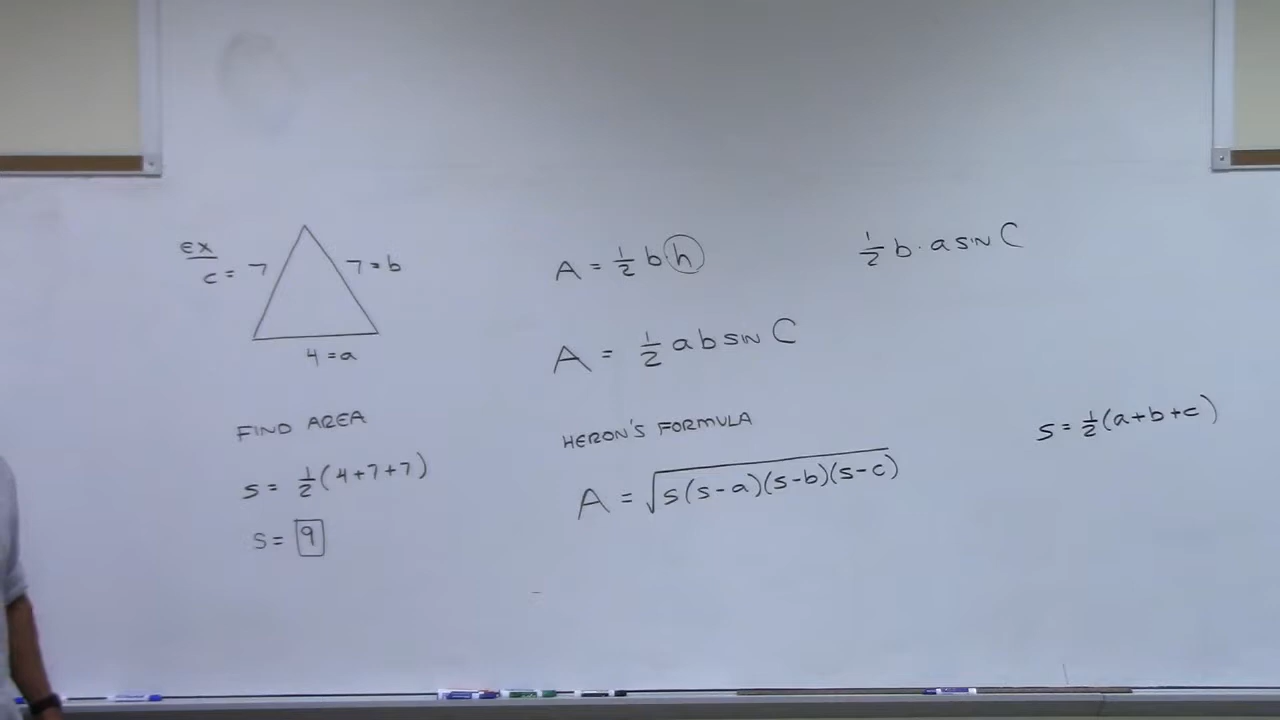 ex
c = 7
7 = b
4 = a
FIND AREA
s = 1/2 (4+7+7)
s = 9
A = 1/2 b h
1/2 b · a sin C
A = 1/2 a b sin C
HERON'S FORMULA
A = √s(s-a)(s-b)(s-c)
s = 1/2 (a+b+c)